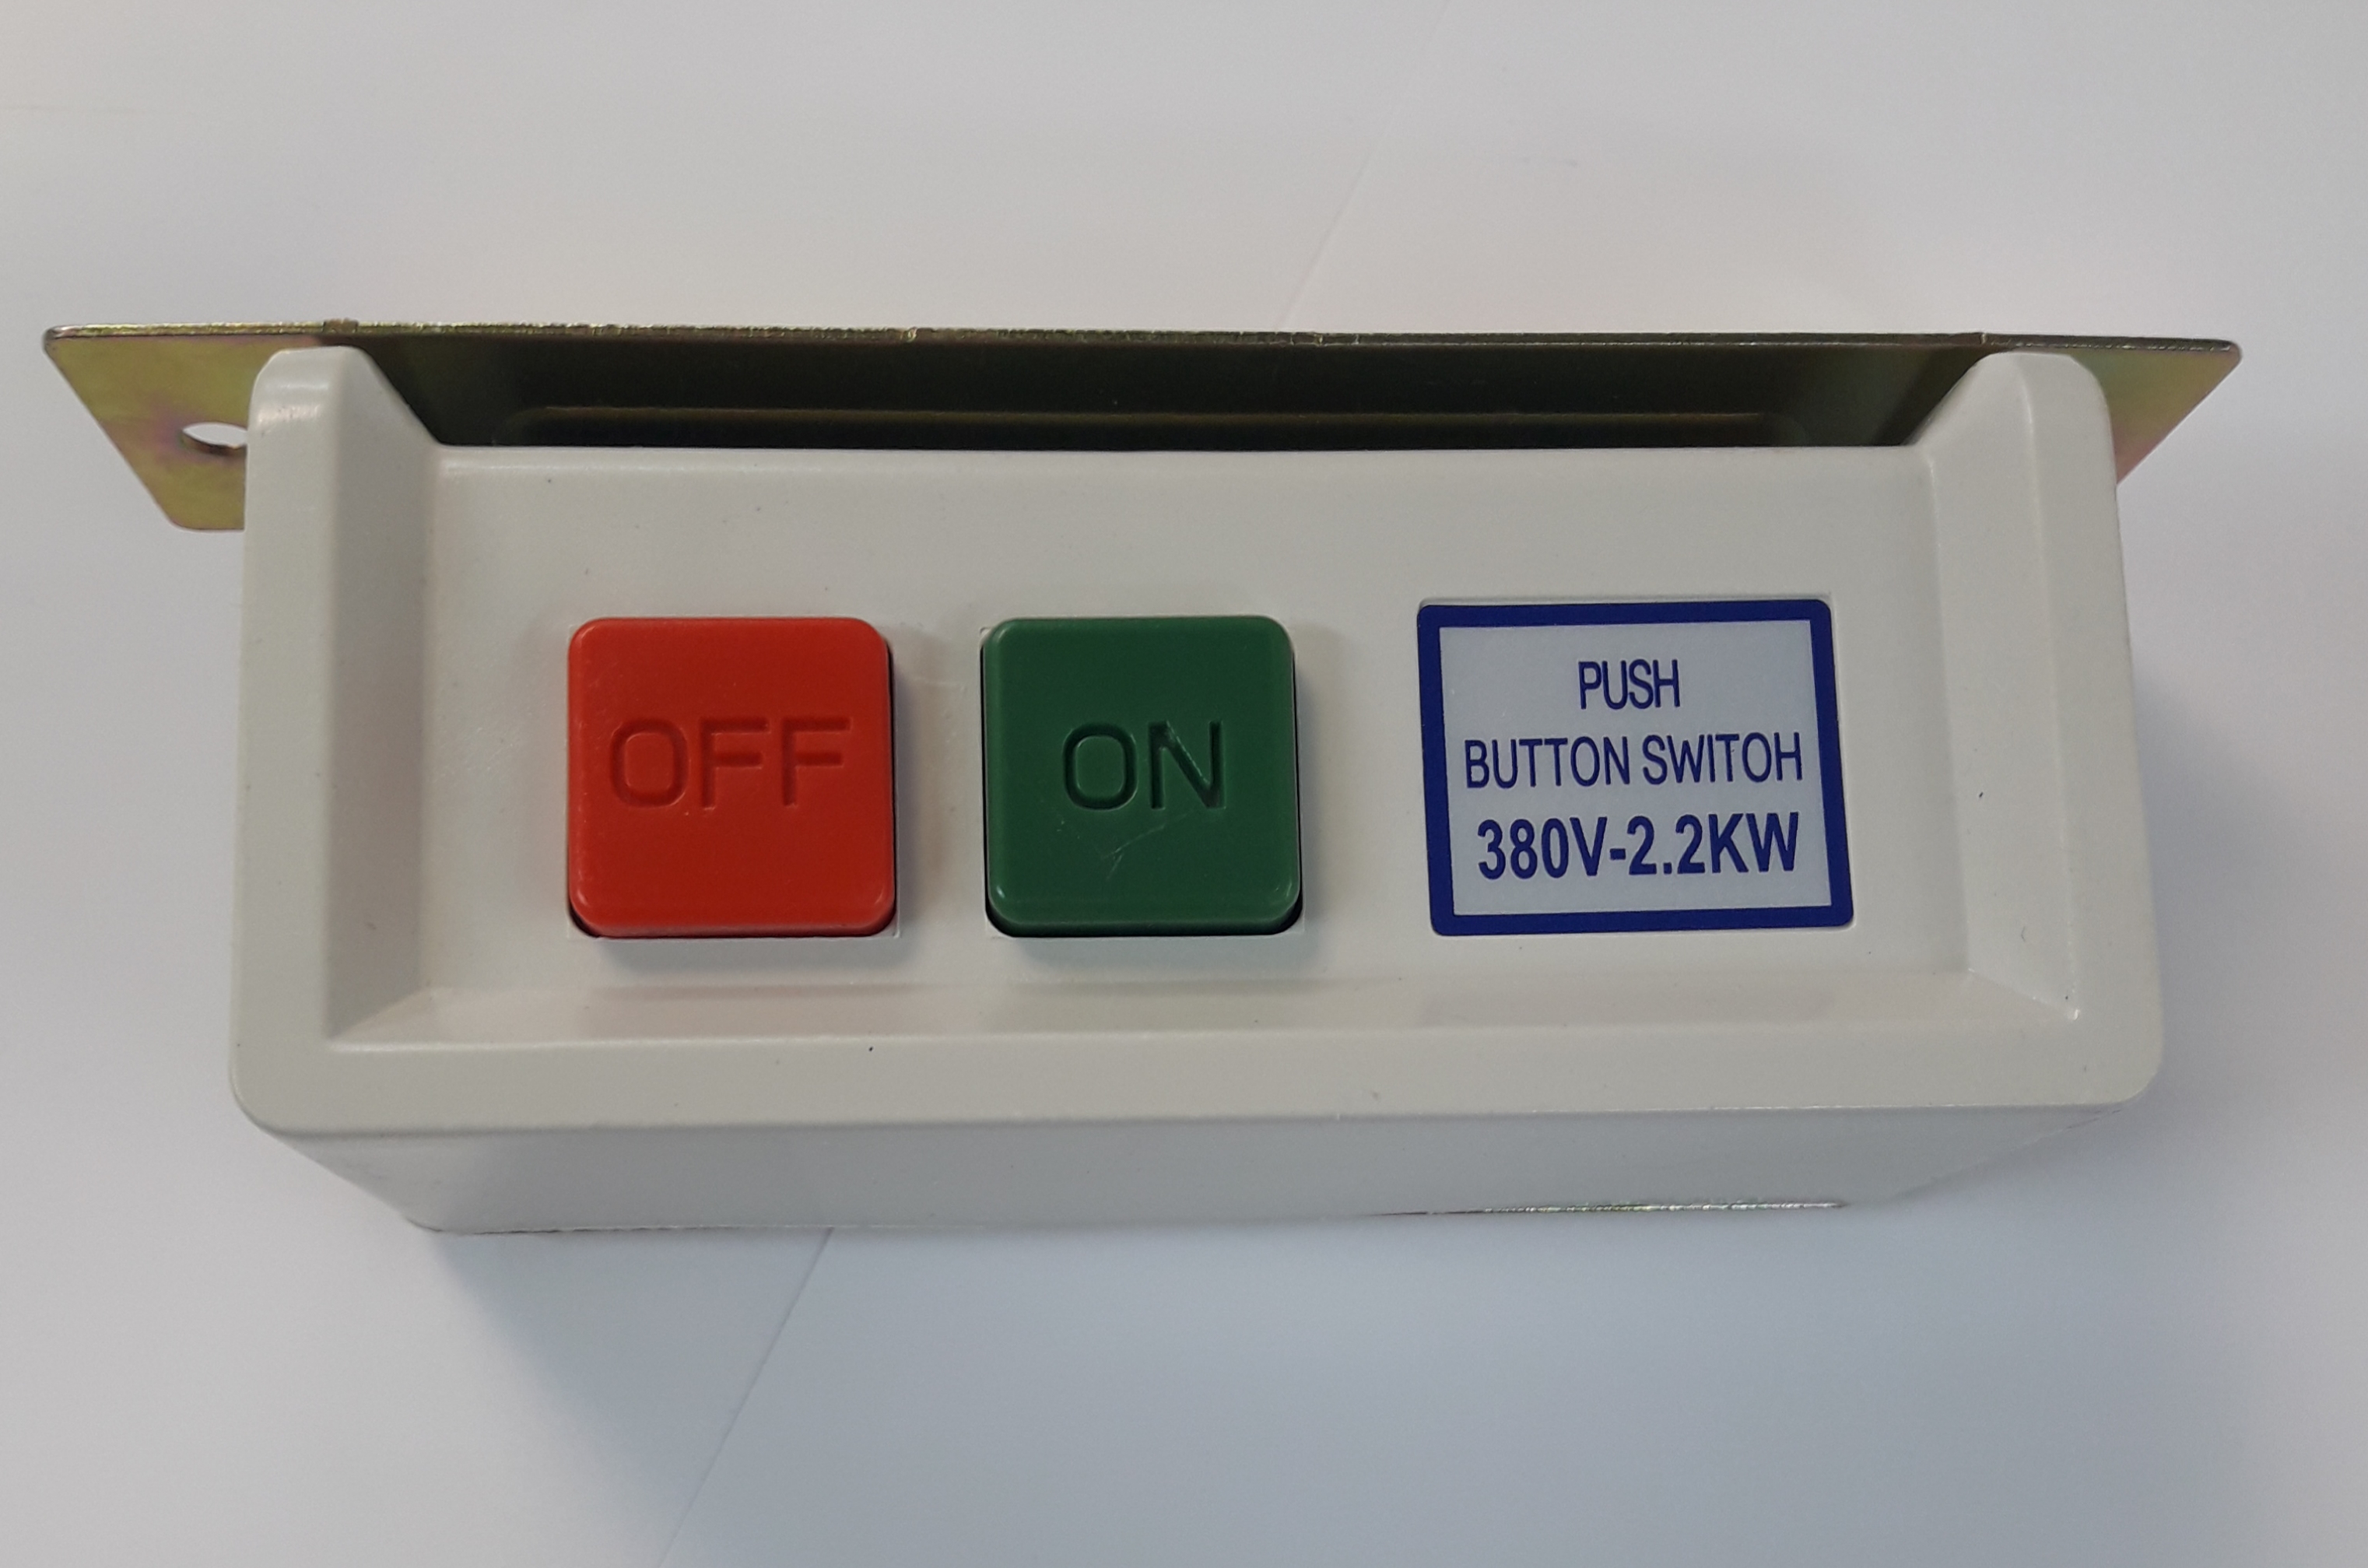 OFF
ON
PUSH
BUTTON SWITOH
380V-2.2KW